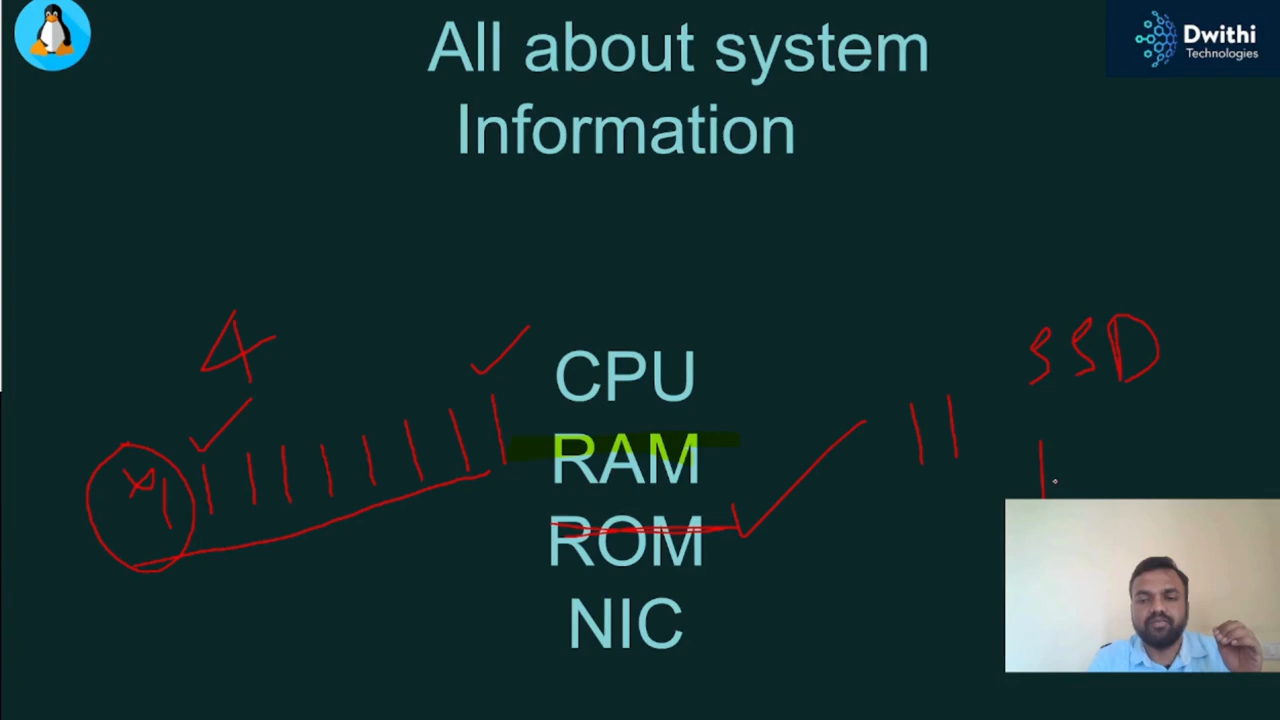 All about system
Information
Dwithi
Technologies
4
SSD
CPU
RAM
ROM
NIC